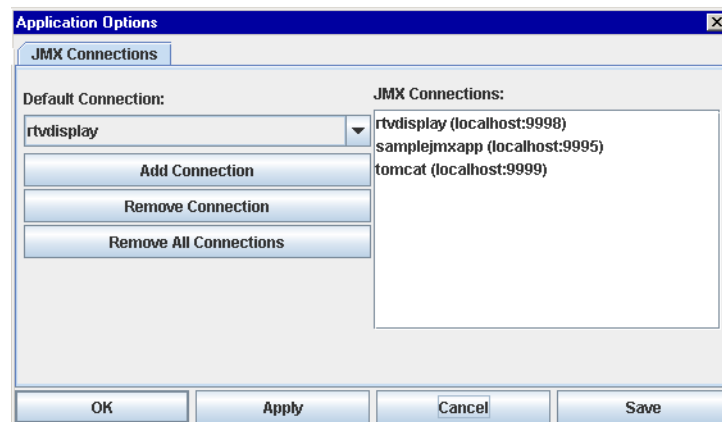 Application Options
JMX Connections
Default Connection:
rtvdisplay
Add Connection
Remove Connection
Remove All Connections
JMX Connections:
rtvdisplay (localhost:9998)
samplejmxapp (localhost:9995)
tomcat (localhost:9999)
OK
Apply
Cancel
Save